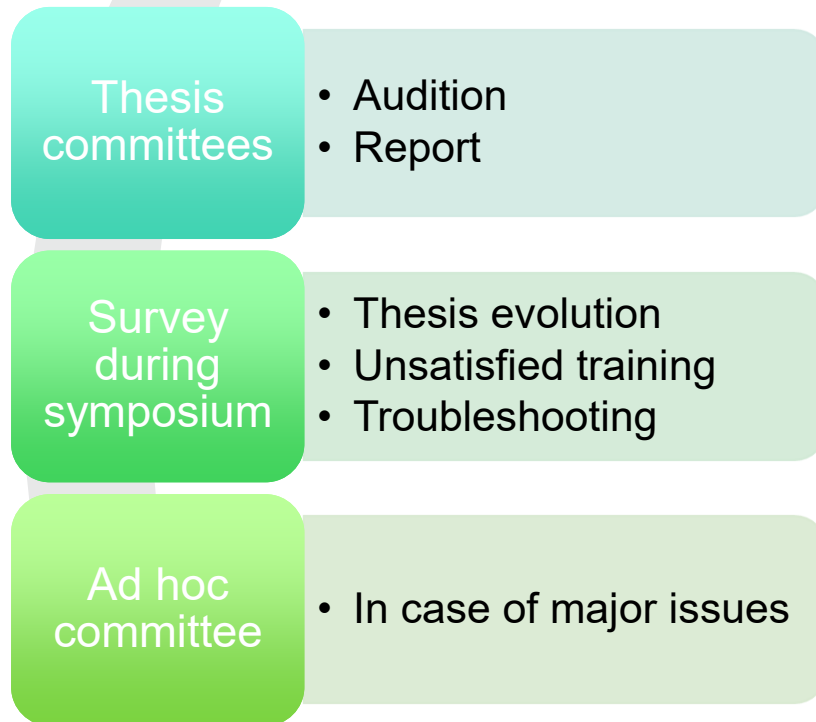 Thesis
committees
• Audition
• Report
Survey
during
symposium
• Thesis evolution
• Unsatisfied training
• Troubleshooting
Ad hoc
committee
• In case of major issues